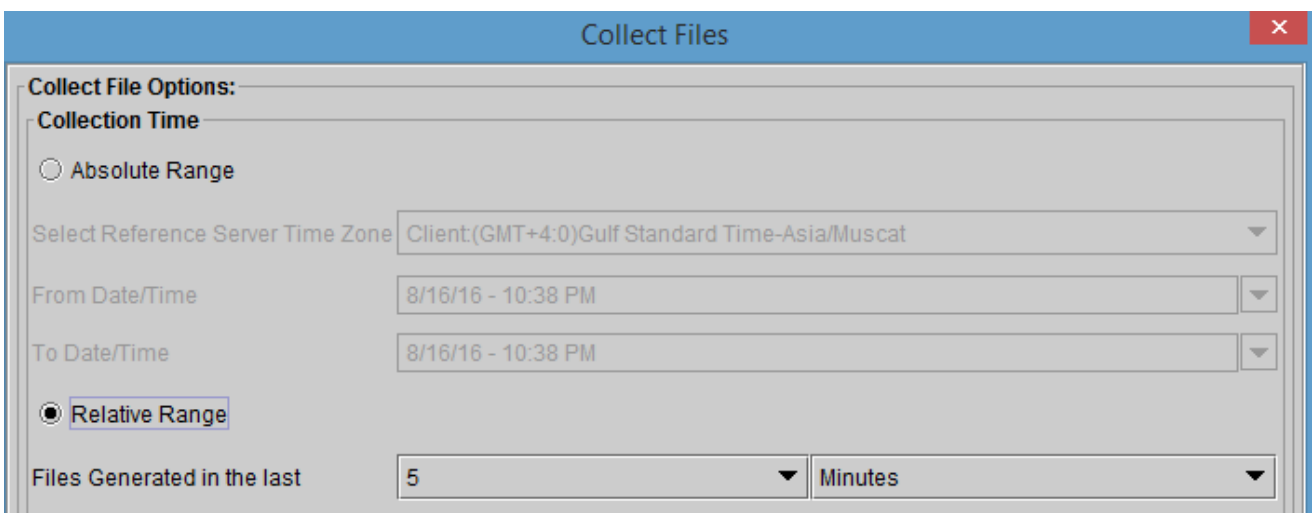 Collect Files
Collect File Options:
Collection Time
Absolute Range
Select Reference Server Time Zone Client:(GMT+4:0)Gulf Standard Time-Asia/Muscat
From Date/Time 8/16/16 - 10:38 PM
To Date/Time 8/16/16 - 10:38 PM
Relative Range
Files Generated in the last 5 Minutes